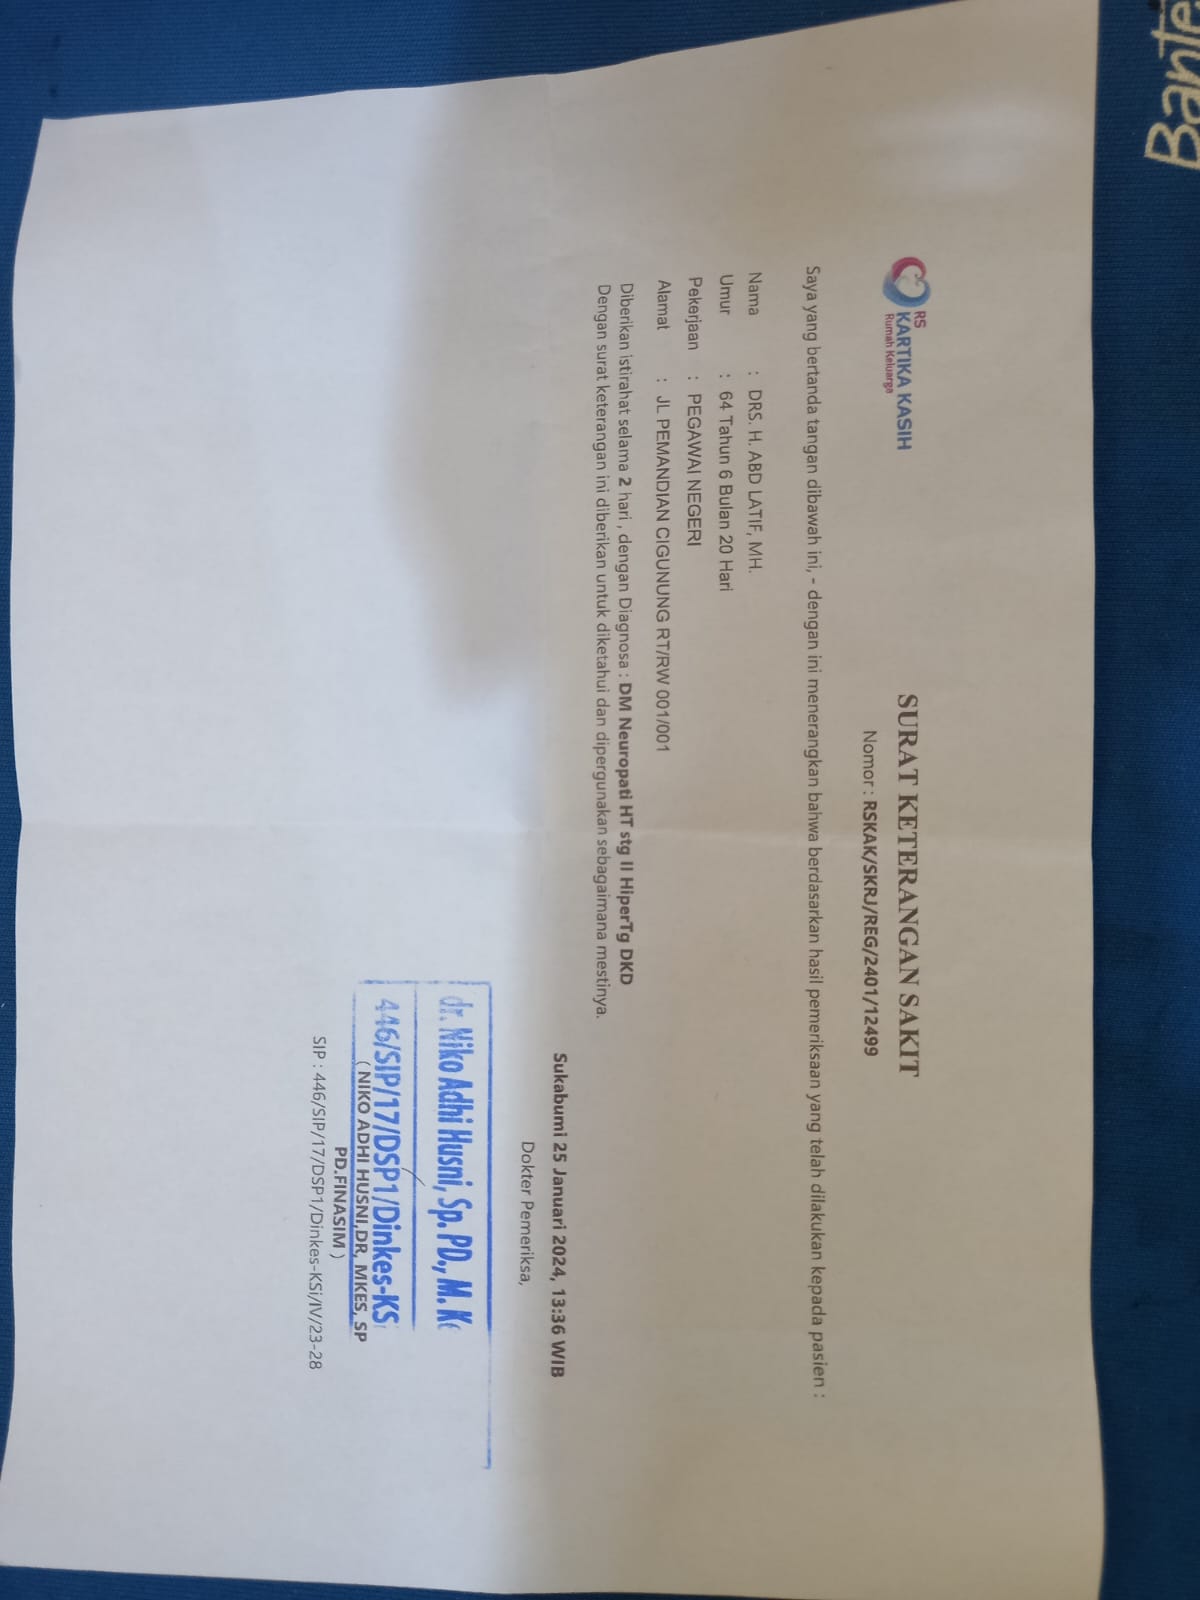 RS
KARTIKA KASIH
Rumah Keluarga
SURAT KETERANGAN SAKIT
Nomor : RSKAK/SKRJ/REG/2401/12499
Saya yang bertanda tangan dibawah ini, - dengan ini menerangkan bahwa berdasarkan hasil pemeriksaan yang telah dilakukan kepada pasien :
Nama : DRS. H. ABD LATIF, MH.
Umur : 64 Tahun 6 Bulan 20 Hari
Pekerjaan : PEGAWAI NEGERI
Alamat : JL PEMANDIAN CIGUNUNG RT/RW 001/001
Diberikan istirahat selama 2 hari , dengan Diagnosa : DM Neuropati HT stg II HiperTg DKD
Dengan surat keterangan ini diberikan untuk diketahui dan dipergunakan sebagaimana mestinya.
Sukabumi 25 Januari 2024, 13:36 WIB
Dokter Pemeriksa,
dr. Niko Adhi Husni, Sp. PD., M.
446/SIP/17/DSP1/Dinkes-KS
( NIKO ADHI HUSNI,DR, MKES, SP
PD.FINASIM )
SIP : 446/SIP/17/DSP1/Dinkes-KSi/IV/23-28